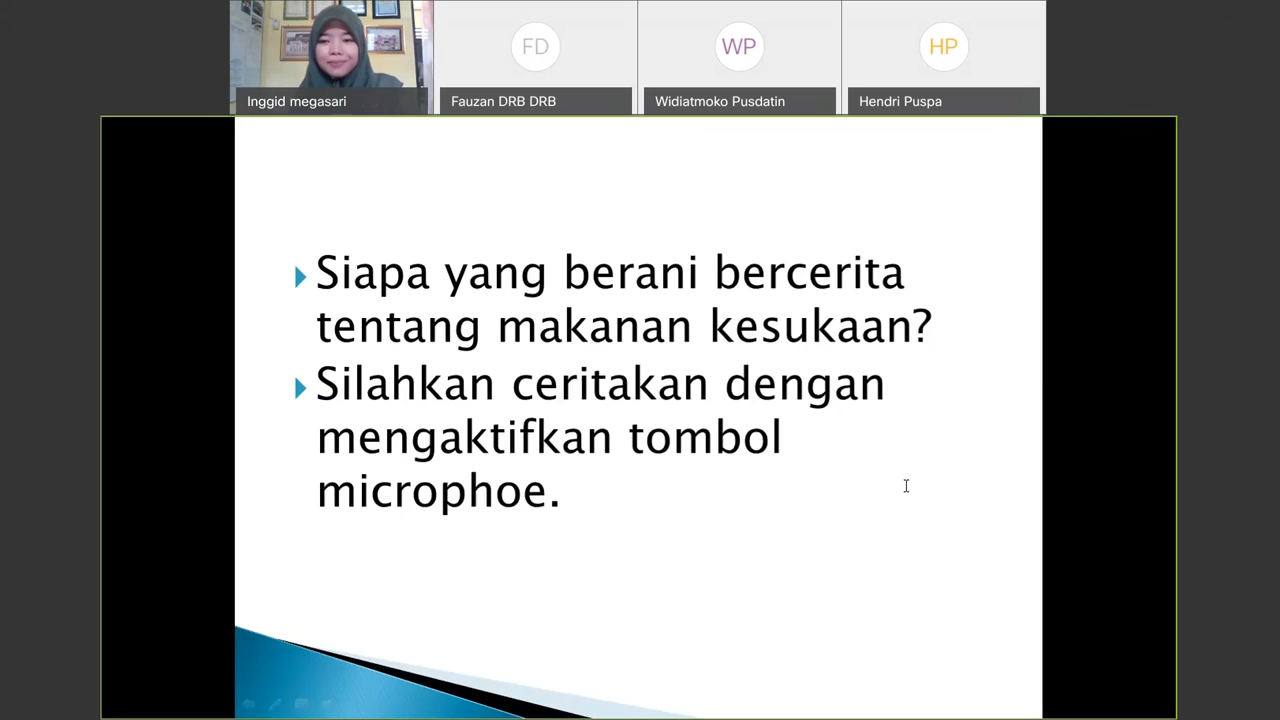 FD
WP
HP
Inggid megasari
Fauzan DRB DRB
Widiatmoko Pusdatin
Hendri Puspa
Siapa yang berani bercerita
tentang makanan kesukaan?
Silahkan ceritakan dengan
mengaktifkan tombol
microphoe.